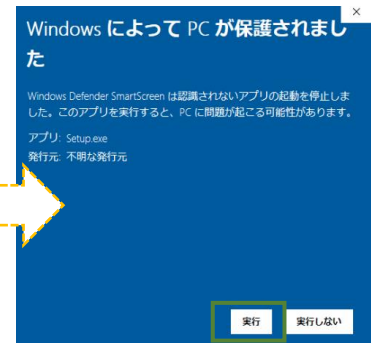 Windows によって PC が保護されまし
た
Windows Defender SmartScreen は認識されないアプリの起動を停止しま
した。このアプリを実行すると、PC に問題が起こる可能性があります。
アプリ: Setup.exe
発行元: 不明な発行元
実行 実行しない